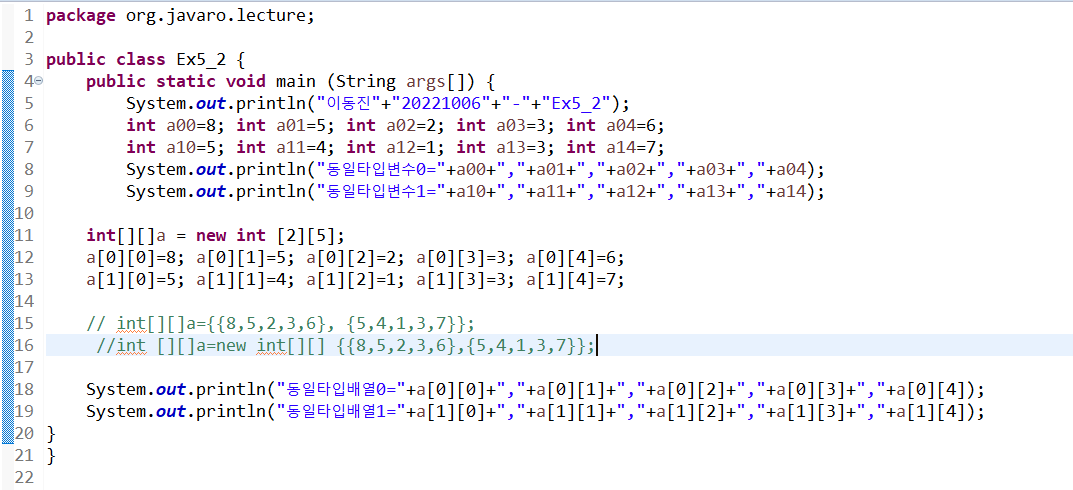 1 package org.javaro.lecture;
2
3 public class Ex5_2 {
4 public static void main (String args[]) {
5 System.out.println("이동진"+"20221006"+"-"+"Ex5_2");
6 int a00=8; int a01=5; int a02=2; int a03=3; int a04=6;
7 int a10=5; int a11=4; int a12=1; int a13=3; int a14=7;
8 System.out.println("동일타입변수0="+a00+","+a01+","+a02+","+a03+","+a04);
9 System.out.println("동일타입변수1="+a10+","+a11+","+a12+","+a13+","+a14);
10
11 int[][]a = new int [2][5];
12 a[0][0]=8; a[0][1]=5; a[0][2]=2; a[0][3]=3; a[0][4]=6;
13 a[1][0]=5; a[1][1]=4; a[1][2]=1; a[1][3]=3; a[1][4]=7;
14
15 // int[][]a={{8,5,2,3,6}, {5,4,1,3,7}};
16 //int [][]a=new int[][] {{8,5,2,3,6},{5,4,1,3,7}};
17
18 System.out.println("동일타입배열0="+a[0][0]+","+a[0][1]+","+a[0][2]+","+a[0][3]+","+a[0][4]);
19 System.out.println("동일타입배열1="+a[1][0]+","+a[1][1]+","+a[1][2]+","+a[1][3]+","+a[1][4]);
20 }
21 }
22